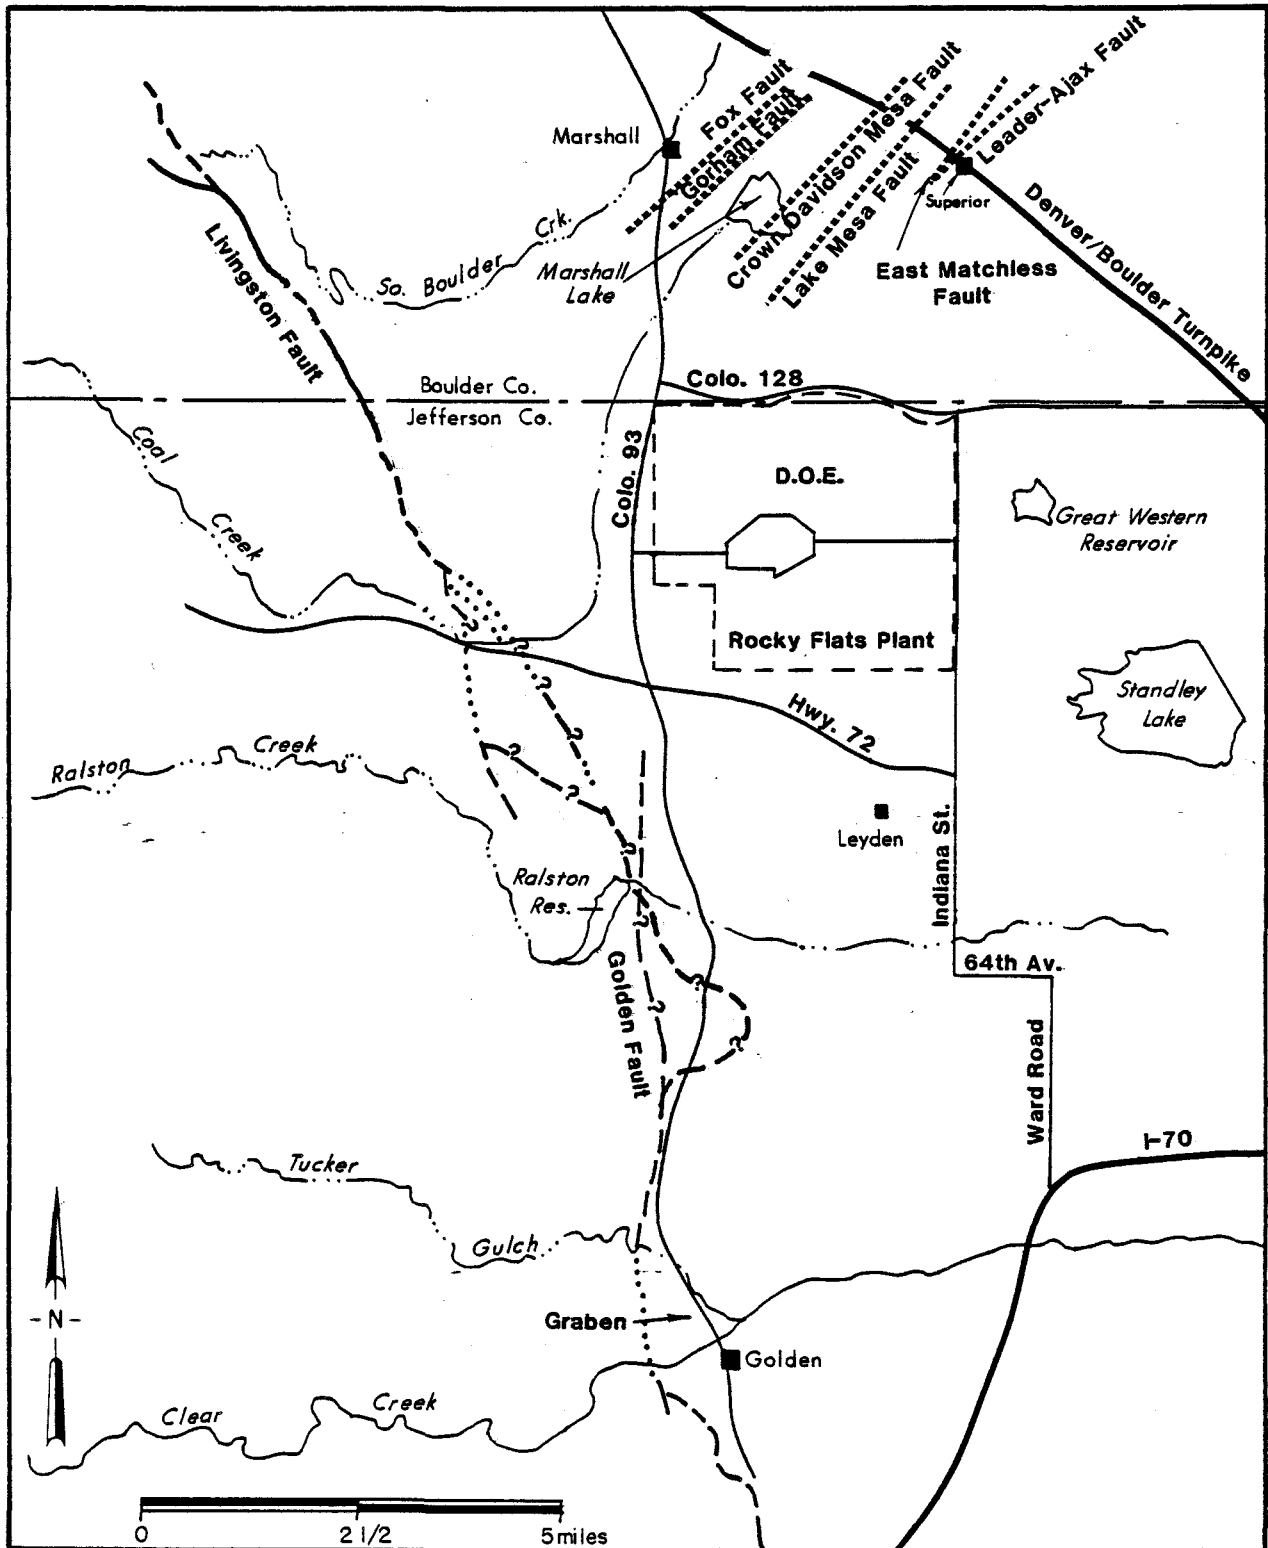 Fox Fault
Gorham Fault
Marshall
Crown Davidson Mesa Fault
Lake Mesa Fault
Leader-Ajax Fault
Superior
East Matchless
Fault
Denver/Boulder Turnpike
Livingston Fault
So. Boulder Crk.
Marshall
Lake
Boulder Co.
Jefferson Co.
Colo. 128
Colo. 93
D.O.E.
Great Western
Reservoir
Coal Creek
Rocky Flats Plant
Standley
Lake
?
?
?
?
?
?
?
?
?
?
?
Hwy. 72
Ralston Creek
Leyden
Indiana St.
Ralston
Res.
Golden Fault
64th Av.
Ward Road
I-70
Tucker Gulch
Graben
Golden
-N-
Clear Creek
0 2 1/2 5 miles